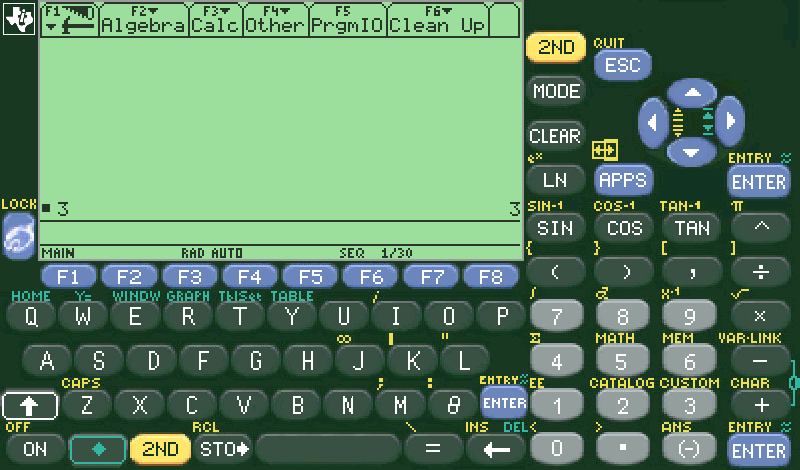 F1 F2 F3 F4 F5 F6
Algebra Calc Other PrgmIO Clean Up
2ND QUIT
ESC
MODE
CLEAR
eˣ ENTRY ≈
LN APPS ENTER
LOCK
3 3
SIN-1 COS-1 TAN-1 π
SIN COS TAN ^
MAIN RAD AUTO SEQ 1/30
{ } [ ]
( ) , ÷
F1 F2 F3 F4 F5 F6 F7 F8
HOME Y= WINDW GRAPH TblSet TABLE /
∫ X-1 √
Q W E R T Y U I O P 7 8 9 ×
∞ | " Σ MATH MEM VAR-LINK
A S D F G H J K L 4 5 6 −
CAPS ; : ENTRY≈ EE CATALOG CUSTOM CHAR
Z X C V B N M θ ENTER 1 2 3 +
OFF RCL \ INS DEL < > ANS ENTRY ≈
ON 2ND STO = 0 . (-) ENTER